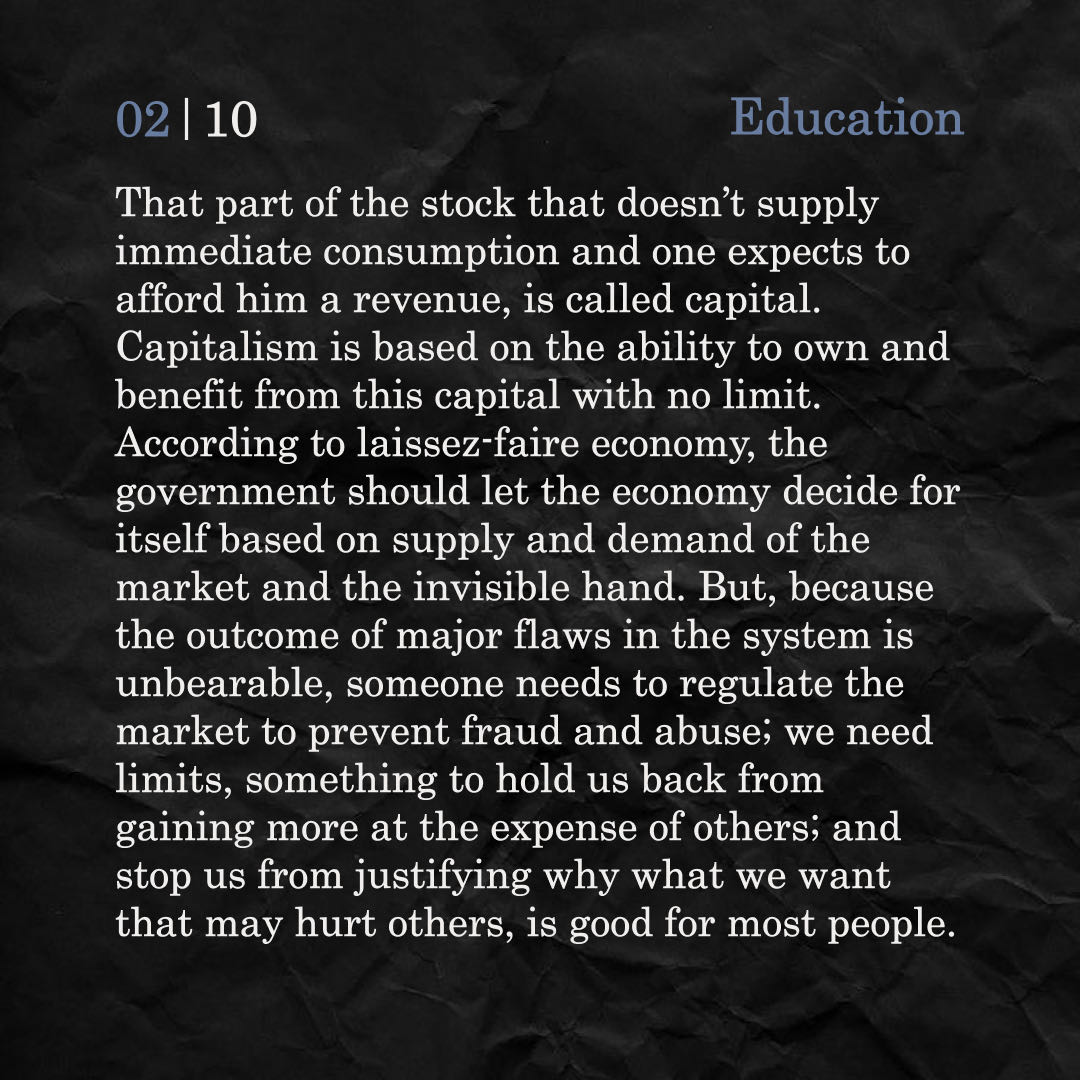 02 | 10
Education
That part of the stock that doesn’t supply
immediate consumption and one expects to
afford him a revenue, is called capital.
Capitalism is based on the ability to own and
benefit from this capital with no limit.
According to laissez-faire economy, the
government should let the economy decide for
itself based on supply and demand of the
market and the invisible hand. But, because
the outcome of major flaws in the system is
unbearable, someone needs to regulate the
market to prevent fraud and abuse; we need
limits, something to hold us back from
gaining more at the expense of others; and
stop us from justifying why what we want
that may hurt others, is good for most people.